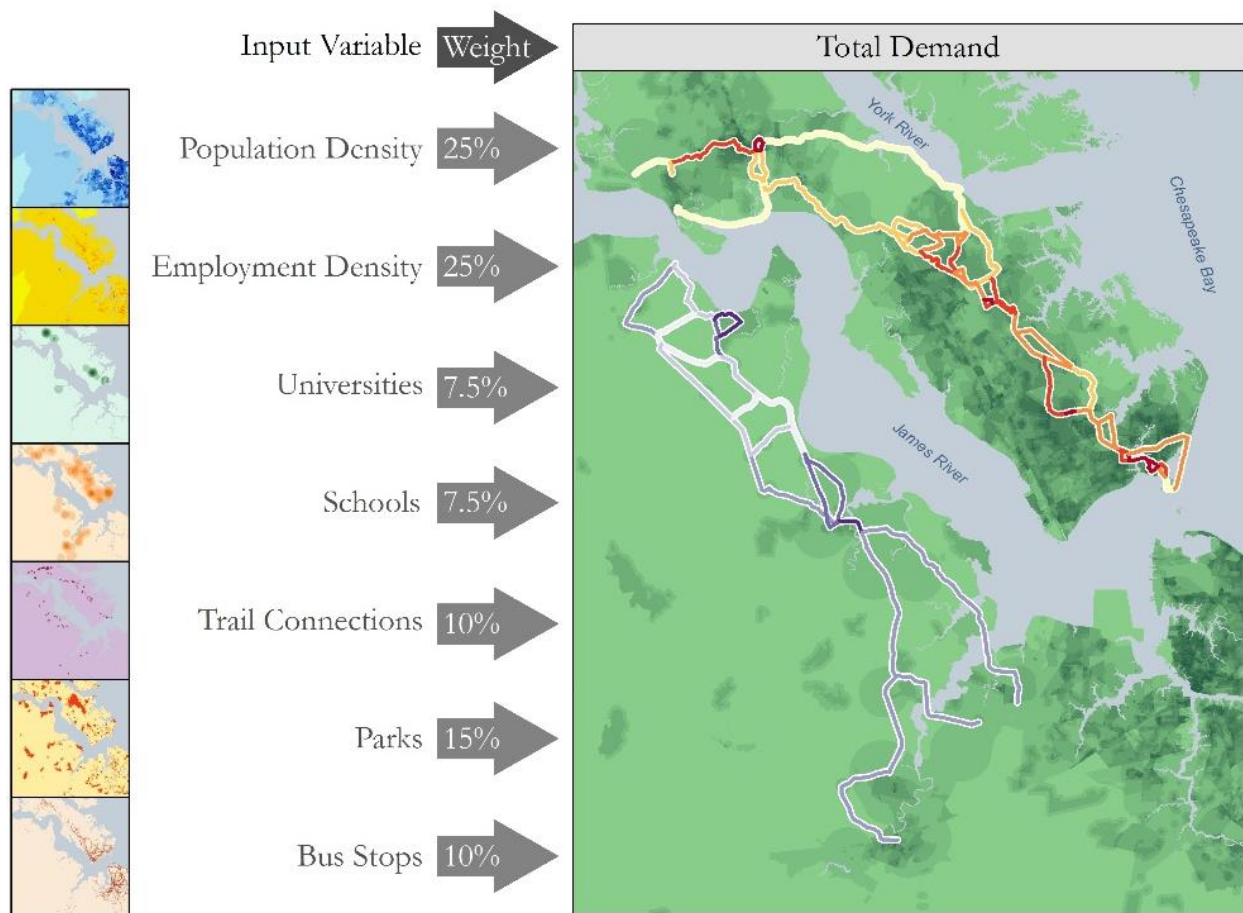 Input Variable
Weight
Total Demand
Population Density
25%
Employment Density
25%
Universities
7.5%
Schools
7.5%
Trail Connections
10%
Parks
15%
Bus Stops
10%
York River
Chesapeake Bay
James River